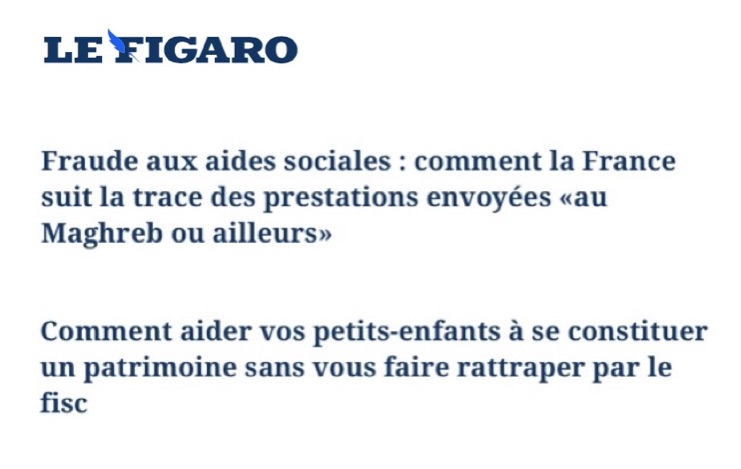 LE FIGARO
Fraude aux aides sociales : comment la France
suit la trace des prestations envoyées «au
Maghreb ou ailleurs»
Comment aider vos petits-enfants à se constituer
un patrimoine sans vous faire rattraper par le
fisc